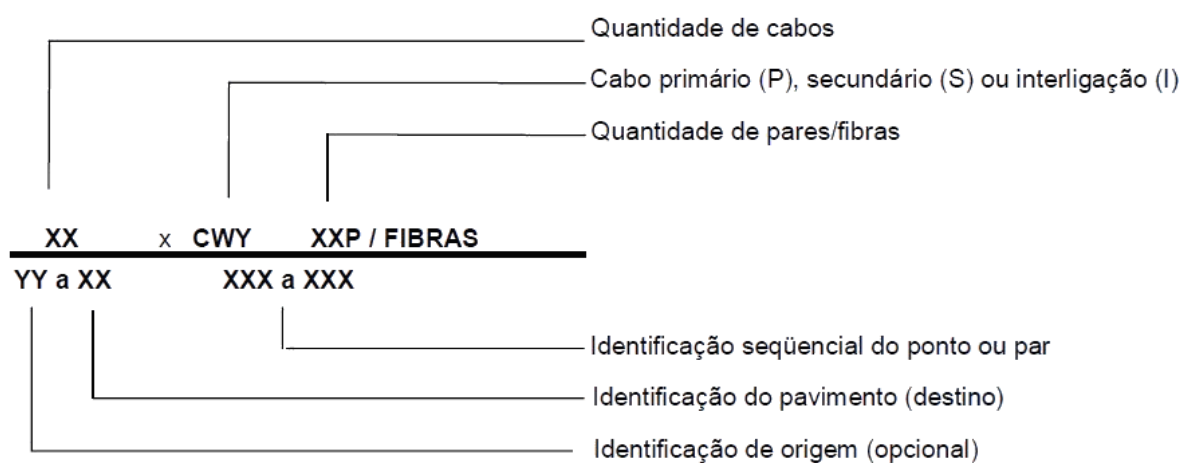 Quantidade de cabos
Cabo primário (P), secundário (S) ou interligação (I)
Quantidade de pares/fibras
XX x CWY XXP / FIBRAS
YY a XX XXX a XXX
Identificação seqüencial do ponto ou par
Identificação do pavimento (destino)
Identificação de origem (opcional)